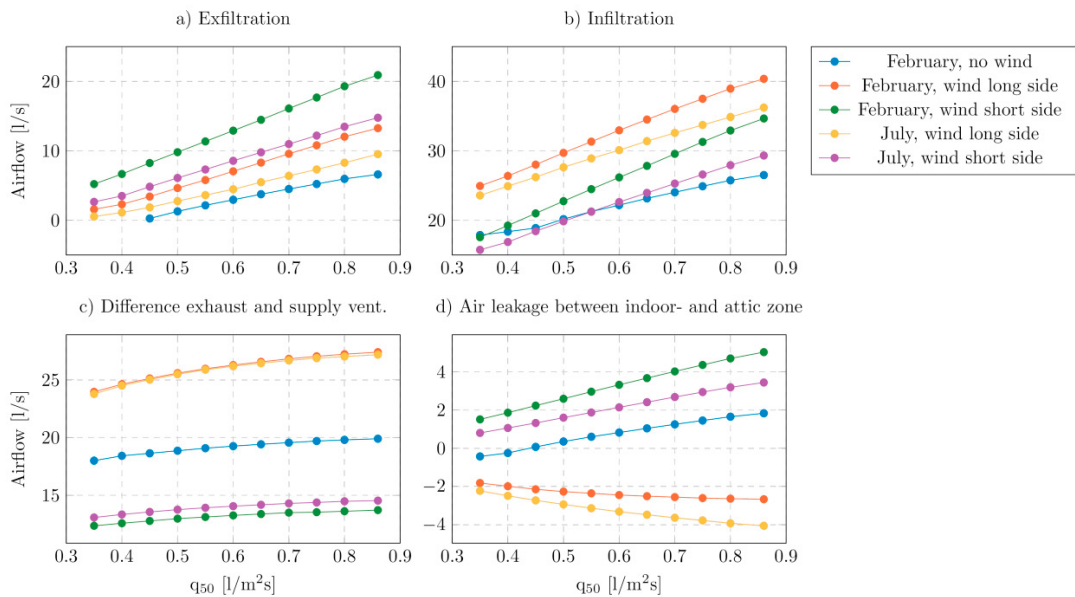 a) Exfiltration
b) Infiltration
Airflow [l/s]
20
10
0
0.3 0.4 0.5 0.6 0.7 0.8 0.9
40
30
20
0.3 0.4 0.5 0.6 0.7 0.8 0.9
February, no wind
February, wind long side
February, wind short side
July, wind long side
July, wind short side
c) Difference exhaust and supply vent.
d) Air leakage between indoor- and attic zone
Airflow [l/s]
25
20
15
0.3 0.4 0.5 0.6 0.7 0.8 0.9
q₅₀ [l/m²s]
4
2
0
−2
−4
0.3 0.4 0.5 0.6 0.7 0.8 0.9
q₅₀ [l/m²s]